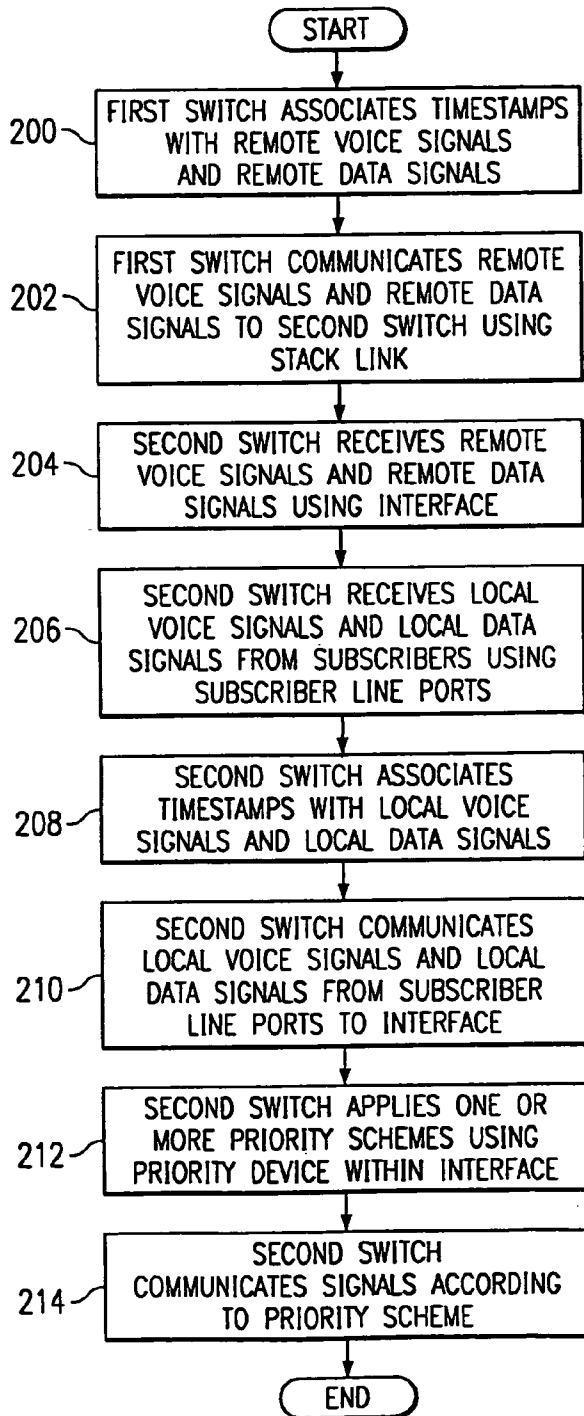 START
200
FIRST SWITCH ASSOCIATES TIMESTAMPS
WITH REMOTE VOICE SIGNALS
AND REMOTE DATA SIGNALS
202
FIRST SWITCH COMMUNICATES REMOTE
VOICE SIGNALS AND REMOTE DATA
SIGNALS TO SECOND SWITCH USING
STACK LINK
204
SECOND SWITCH RECEIVES REMOTE
VOICE SIGNALS AND REMOTE DATA
SIGNALS USING INTERFACE
206
SECOND SWITCH RECEIVES LOCAL
VOICE SIGNALS AND LOCAL DATA
SIGNALS FROM SUBSCRIBERS USING
SUBSCRIBER LINE PORTS
208
SECOND SWITCH ASSOCIATES
TIMESTAMPS WITH LOCAL VOICE
SIGNALS AND LOCAL DATA SIGNALS
210
SECOND SWITCH COMMUNICATES
LOCAL VOICE SIGNALS AND LOCAL
DATA SIGNALS FROM SUBSCRIBER
LINE PORTS TO INTERFACE
212
SECOND SWITCH APPLIES ONE OR
MORE PRIORITY SCHEMES USING
PRIORITY DEVICE WITHIN INTERFACE
214
SECOND SWITCH
COMMUNICATES SIGNALS ACCORDING
TO PRIORITY SCHEME
END